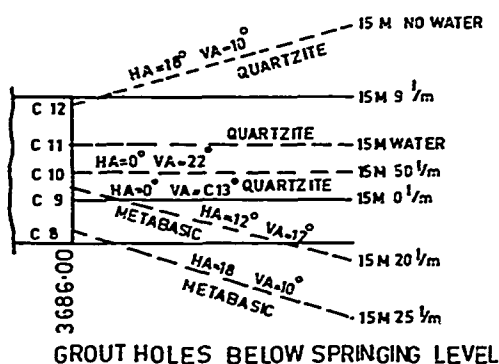 15 M NO WATER
HA=18° VA=10°
QUARTZITE
C 12
15M 9 l/m
QUARTZITE
C 11
15M WATER
HA=0° VA=22°
C 10
15 M 50 l/m
HA=0° VA=C13° QUARTZITE
C 9
15M 0 l/m
METABASIC
HA=12° VA=17°
C 8
15M 20 l/m
HA=18 VA=10°
METABASIC
15M 25 l/m
3686·00
GROUT HOLES BELOW SPRINGING LEVEL